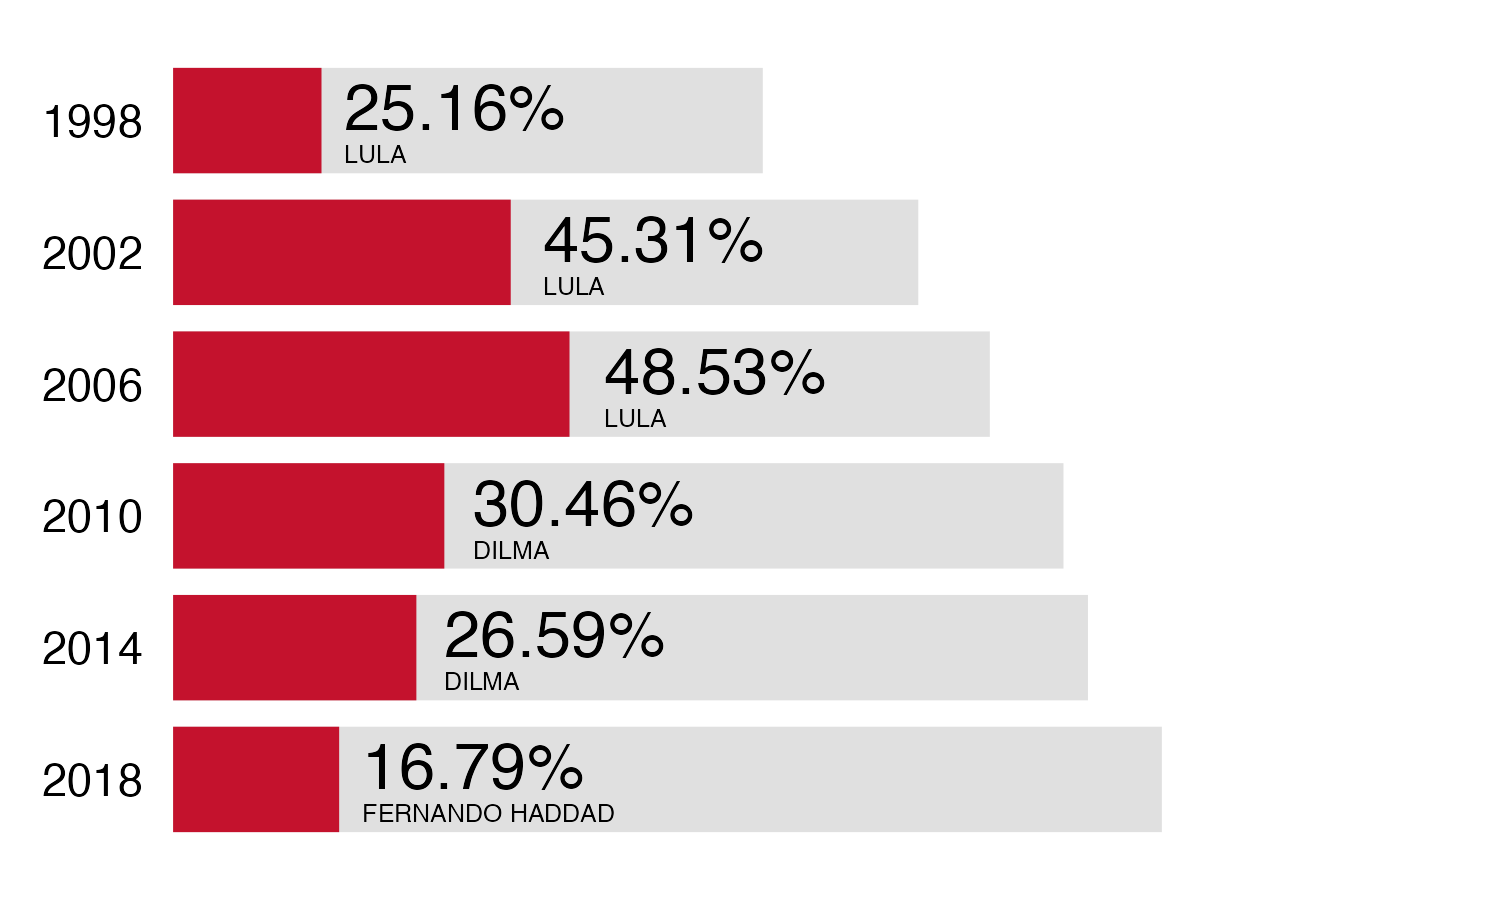 1998
25.16%
LULA
2002
45.31%
LULA
2006
48.53%
LULA
2010
30.46%
DILMA
2014
26.59%
DILMA
2018
16.79%
FERNANDO HADDAD